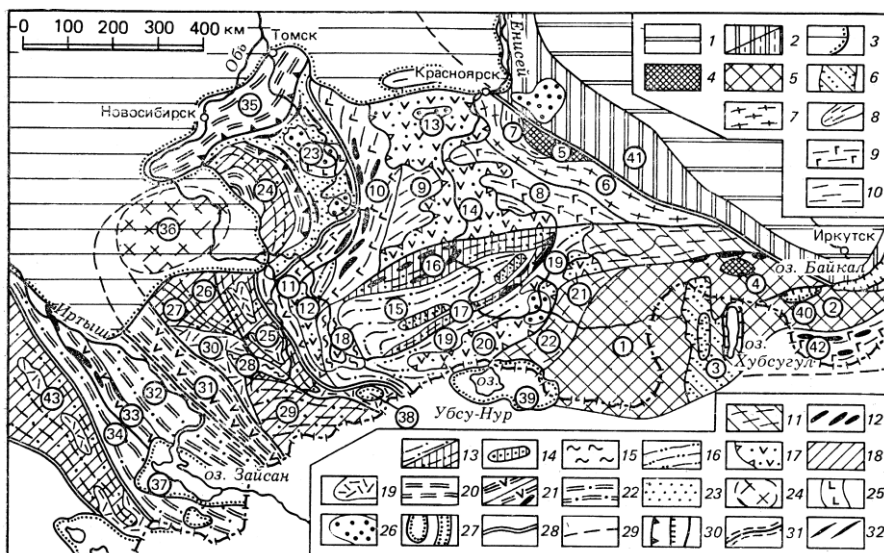 0 100 200 300 400 км
Томск
Обь
Енисей
Красноярск
Новосибирск
Иркутск
оз. Байкал
Иртыш
оз. Хубсугул
оз. Убсу-Нур
оз. Зайсан
1 2 3
4 5 6
7 8
9 10
11 12
13 14 15 16 17 18
19 20 21 22 23 24 25
26 27 28 29 30 31 32
35 23 13 7 5 41
24 10 9 14 8 6
36
16 19
11 12 15 17 21 4
27 26 18 19 20 22 1 3 40 2
30 25 42
32 31 28 29 39
43 33 34 38
37